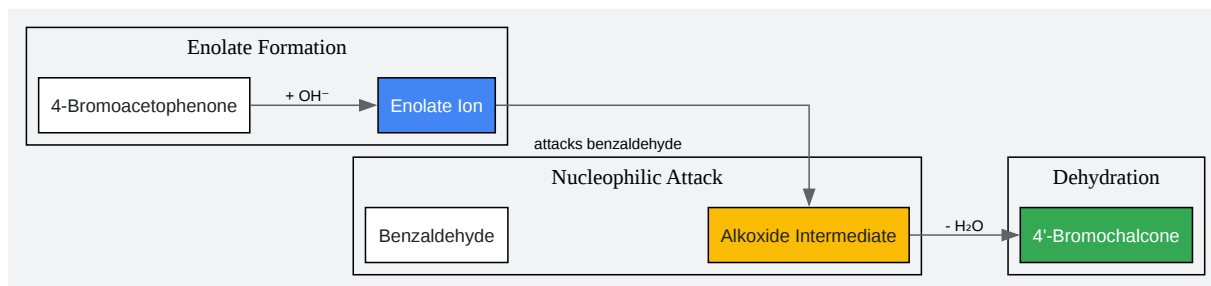 Enolate Formation
4-Bromoacetophenone
+ OH⁻
Enolate Ion
attacks benzaldehyde
Nucleophilic Attack
Benzaldehyde
Alkoxide Intermediate
- H₂O
Dehydration
4'-Bromochalcone